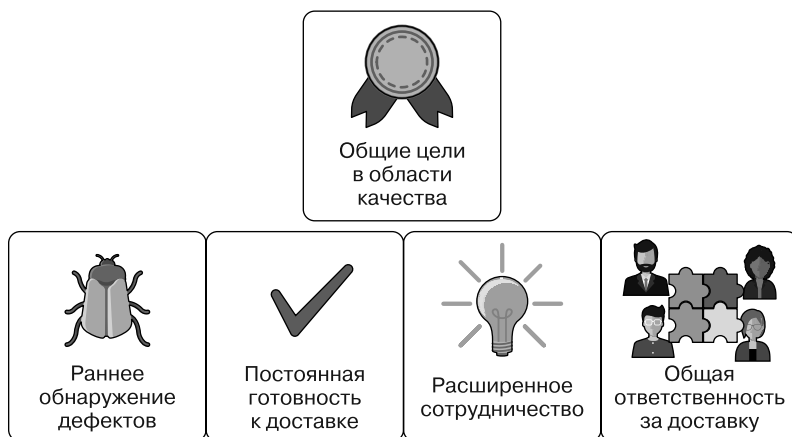 Общие цели
в области
качества
Раннее
обнаружение
дефектов
Постоянная
готовность
к доставке
Расширенное
сотрудничество
Общая
ответственность
за доставку